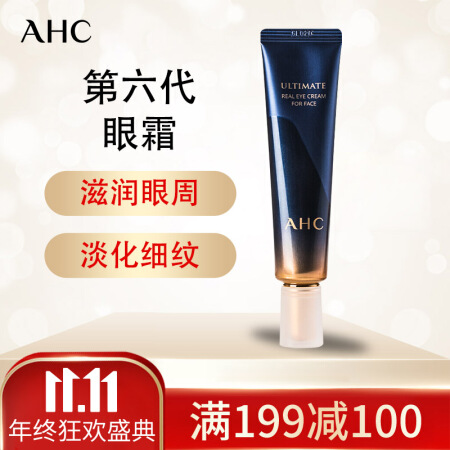 AHC
第六代
眼霜
滋润眼周
淡化细纹
ULTIMATE
REAL EYE CREAM
FOR FACE
AHC
11.11
年终狂欢盛典
满199减100